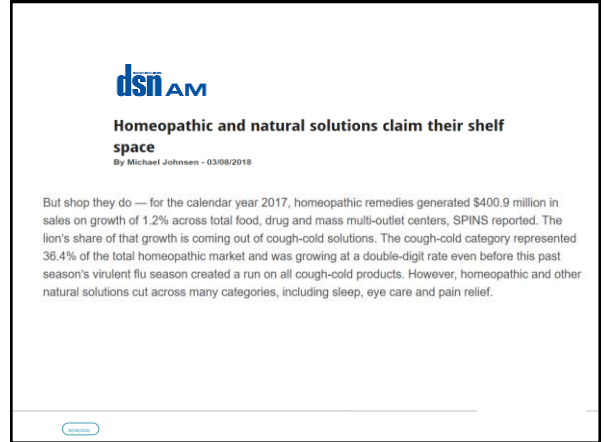 dsn AM
Homeopathic and natural solutions claim their shelf
space
By Michael Johnsen - 03/08/2018
But shop they do — for the calendar year 2017, homeopathic remedies generated $400.9 million in
sales on growth of 1.2% across total food, drug and mass multi-outlet centers, SPINS reported. The
lion's share of that growth is coming out of cough-cold solutions. The cough-cold category represented
36.4% of the total homeopathic market and was growing at a double-digit rate even before this past
season's virulent flu season created a run on all cough-cold products. However, homeopathic and other
natural solutions cut across many categories, including sleep, eye care and pain relief.